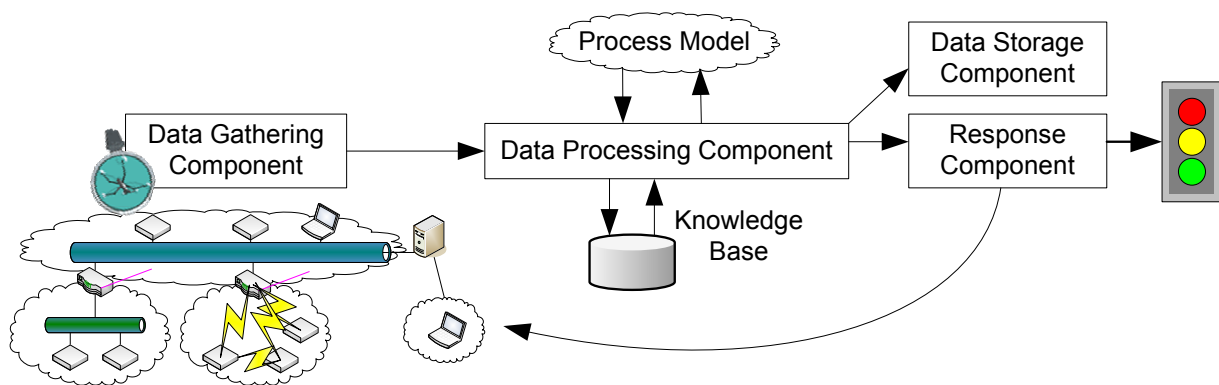 Process Model
Data Storage
Component
Data Gathering
Component
Data Processing Component
Response
Component
Knowledge
Base